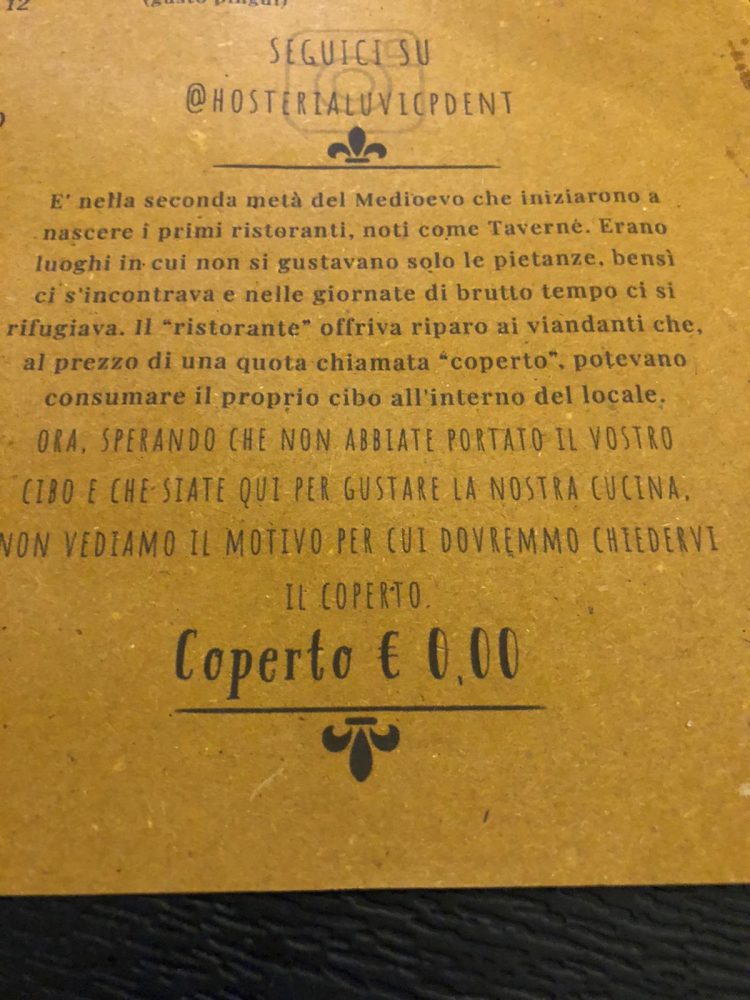 12
(gusto pingui)
SEGUICI SU
@HOSTERIALUVICPDENT
E' nella seconda metà del Medioevo che iniziarono a
nascere i primi ristoranti, noti come Taverne. Erano
luoghi in cui non si gustavano solo le pietanze, bensì
ci s'incontrava e nelle giornate di brutto tempo ci si
rifugiava. Il "ristorante" offriva riparo ai viandanti che,
al prezzo di una quota chiamata "coperto", potevano
consumare il proprio cibo all'interno del locale.
ORA, SPERANDO CHE NON ABBIATE PORTATO IL VOSTRO
CIBO E CHE SIATE QUI PER GUSTARE LA NOSTRA CUCINA,
NON VEDIAMO IL MOTIVO PER CUI DOVREMMO CHIEDERVI
IL COPERTO.
Coperto € 0,00